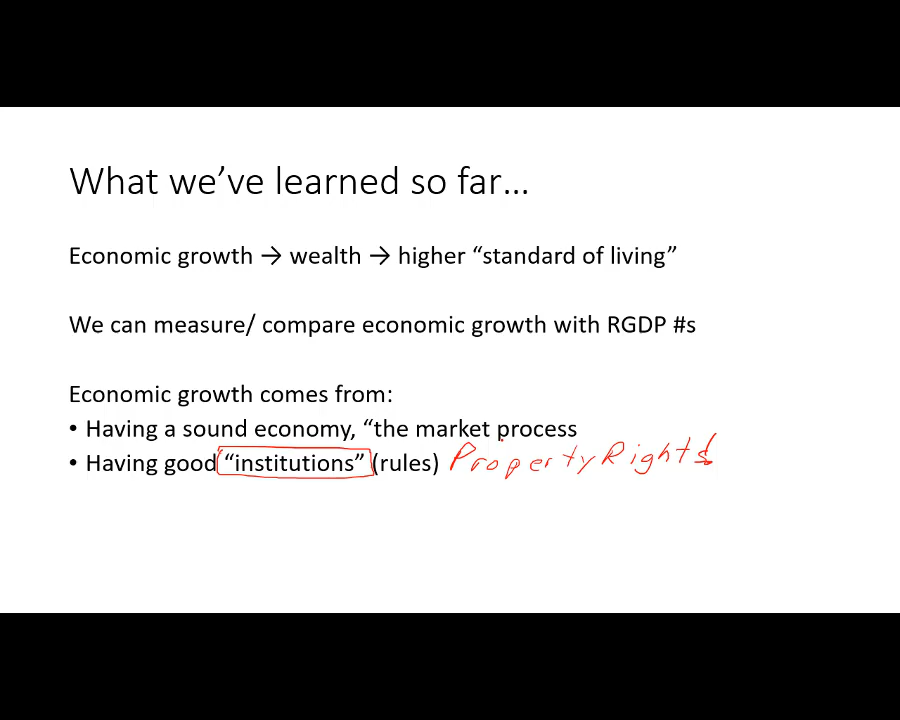 What we’ve learned so far…
Economic growth → wealth → higher “standard of living”
We can measure/ compare economic growth with RGDP #s
Economic growth comes from:
• Having a sound economy, “the market process
• Having good “institutions” (rules) Property Rights